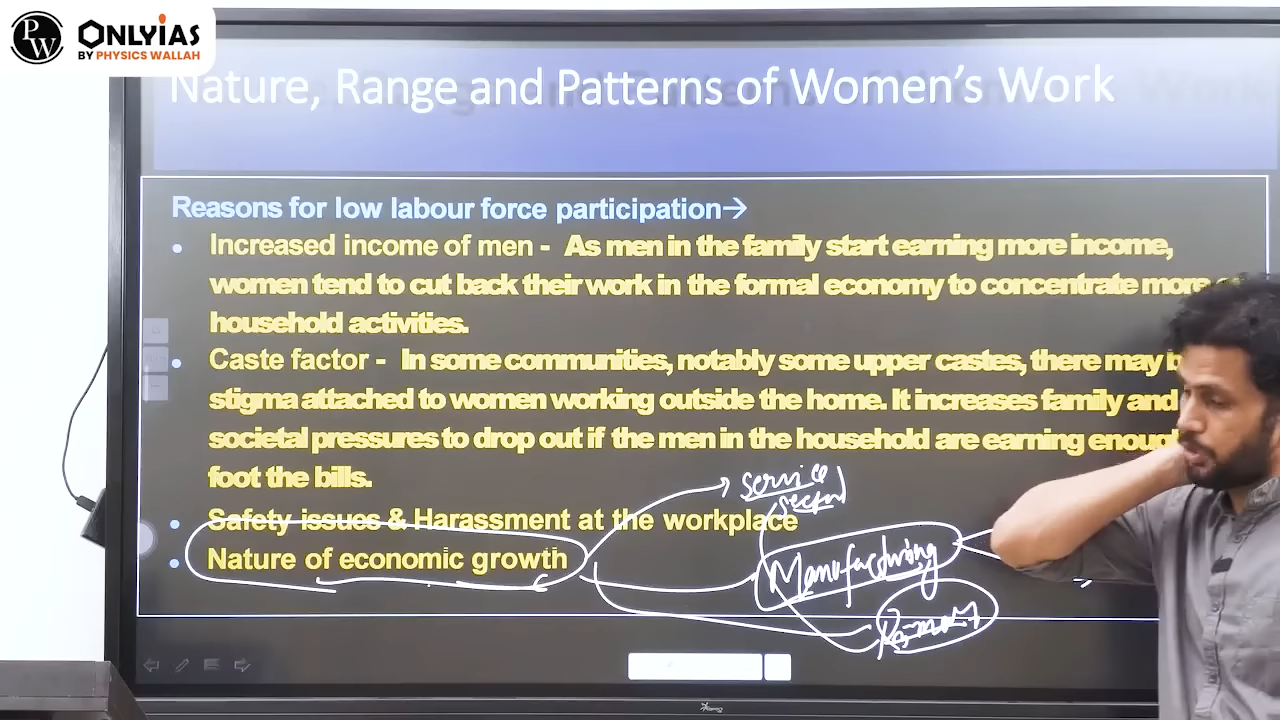 PW
ONLYIAS
BY PHYSICS WALLAH
Nature, Range and Patterns of Women's Work
Reasons for low labour force participation→
• Increased income of men - As men in the family start earning more income,
women tend to cut back their work in the formal economy to concentrate more
household activities.
• Caste factor - In some communities, notably some upper castes, there may
stigma attached to women working outside the home. It increases family and
societal pressures to drop out if the men in the household are earning
foot the bills.
service
sector
• Safety issues & Harassment at the workplace
• Nature of economic growth
Manufacturing
Primary